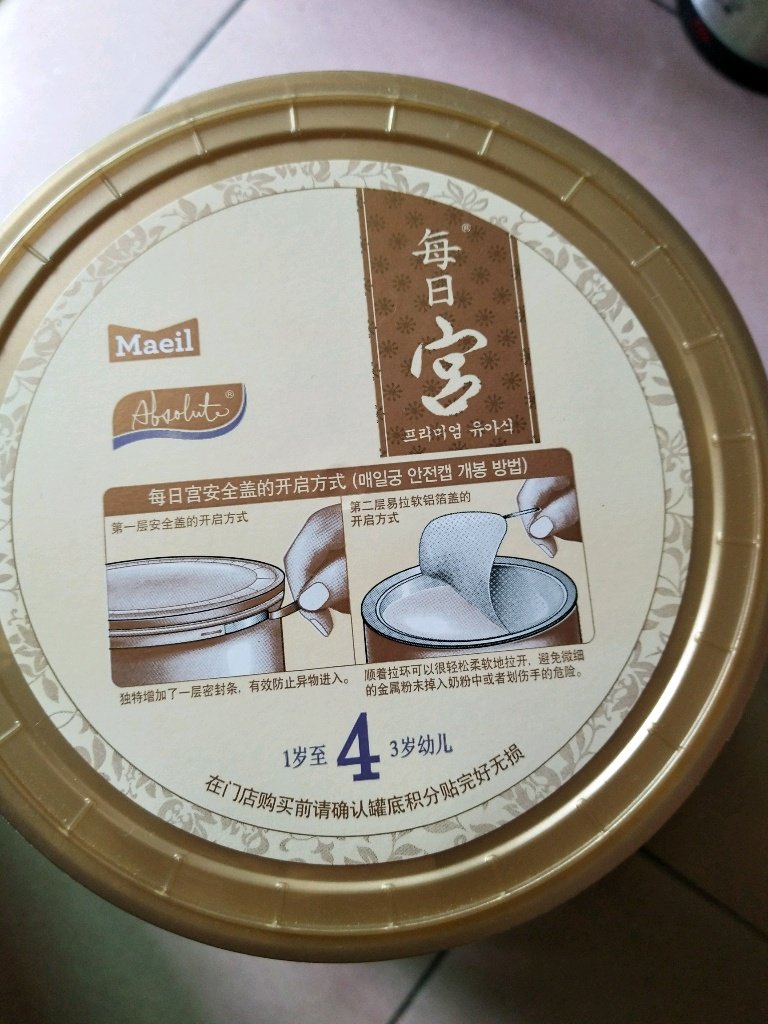 每
日
宫
®
프리미엄 유아식
Maeil
Absolute®
每日宫安全盖的开启方式 (매일궁 안전캡 개봉 방법)
第一层安全盖的开启方式
第二层易拉软铝箔盖的
开启方式
独特增加了一层密封条，有效防止异物进入。
顺着拉环可以很轻松柔软地拉开，避免微细
的金属粉末掉入奶粉中或者划伤手的危险。
1岁至 4 3岁幼儿
在门店购买前请确认罐底积分贴完好无损